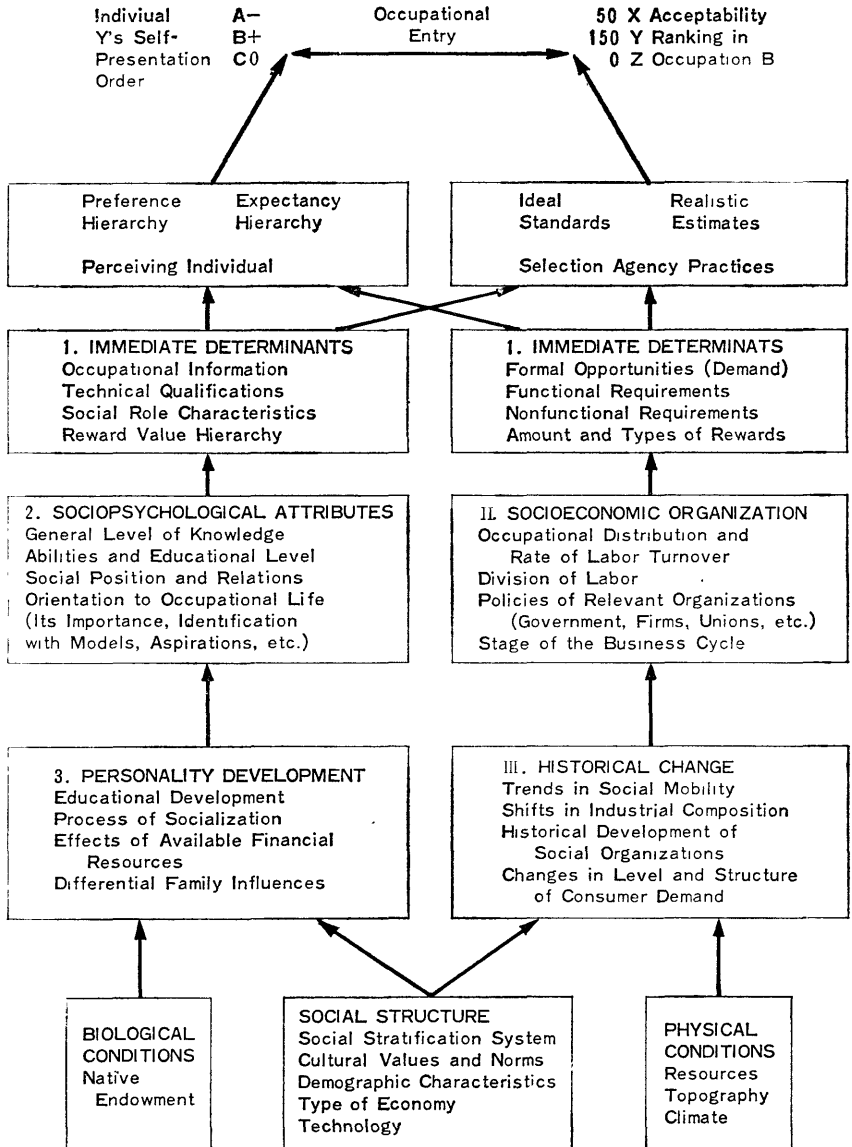 Indiviual A−
Y's Self- B+
Presentation C0
Order
Occupational
Entry
50 X Acceptability
150 Y Ranking in
0 Z Occupation B
Preference Expectancy
Hierarchy Hierarchy
Perceiving Individual
Ideal Realistic
Standards Estimates
Selection Agency Practices
1. IMMEDIATE DETERMINANTS
Occupational Information
Technical Qualifications
Social Role Characteristics
Reward Value Hierarchy
I. IMMEDIATE DETERMINATS
Formal Opportunities (Demand)
Functional Requirements
Nonfunctional Requirements
Amount and Types of Rewards
2. SOCIOPSYCHOLOGICAL ATTRIBUTES
General Level of Knowledge
Abilities and Educational Level
Social Position and Relations
Orientation to Occupational Life
(Its Importance, Identification
with Models, Aspirations, etc.)
II. SOCIOECONOMIC ORGANIZATION
Occupational Distribution and
Rate of Labor Turnover
Division of Labor
Policies of Relevant Organizations
(Government, Firms, Unions, etc.)
Stage of the Business Cycle
3. PERSONALITY DEVELOPMENT
Educational Development
Process of Socialization
Effects of Available Financial
Resources
Differential Family Influences
III. HISTORICAL CHANGE
Trends in Social Mobility
Shifts in Industrial Composition
Historical Development of
Social Organizations
Changes in Level and Structure
of Consumer Demand
BIOLOGICAL
CONDITIONS
Native
Endowment
SOCIAL STRUCTURE
Social Stratification System
Cultural Values and Norms
Demographic Characteristics
Type of Economy
Technology
PHYSICAL
CONDITIONS
Resources
Topography
Climate